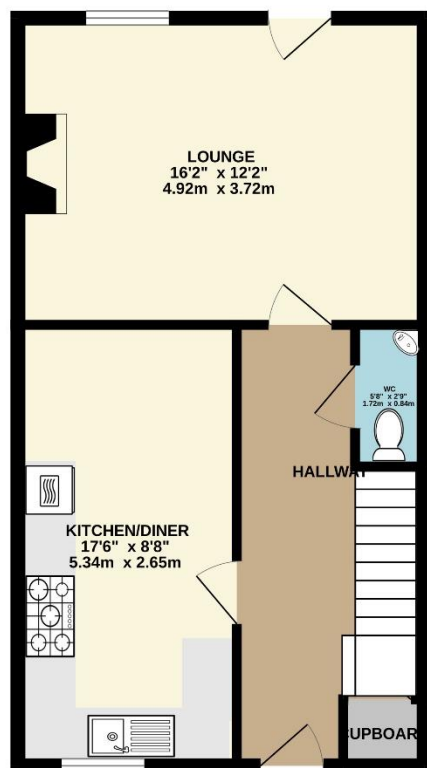 LOUNGE
16'2" x 12'2"
4.92m x 3.72m
WC
5'8" x 2'9"
1.72m x 0.84m
HALLWAY
KITCHEN/DINER
17'6" x 8'8"
5.34m x 2.65m
CUPBOARD